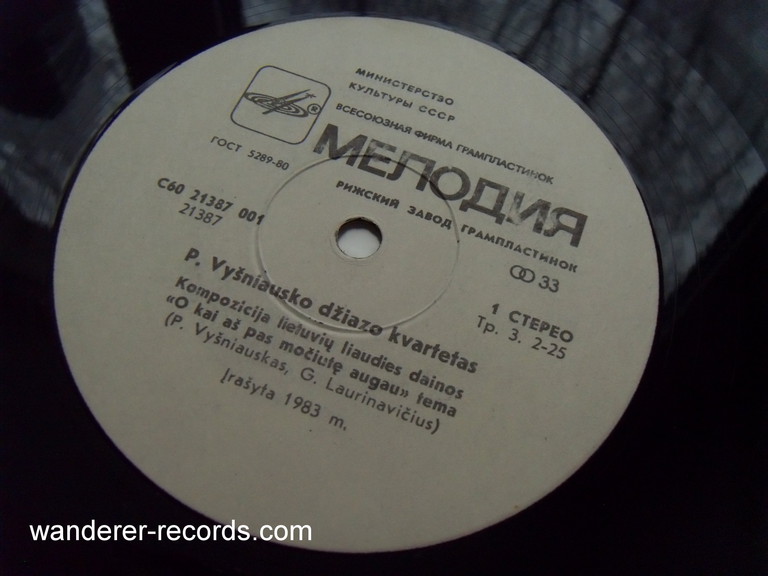 МИНИСТЕРСТВО
КУЛЬТУРЫ СССР
ВСЕСОЮЗНАЯ ФИРМА ГРАМПЛАСТИНОК
®
МЕЛОДИЯ
ГОСТ 5289-80
РИЖСКИЙ ЗАВОД ГРАМПЛАСТИНОК
С60 21387 001
21387
33
1 СТЕРЕО
Тр. 3. 2-25
P. Vyšniausko džiazo kvartetas
Kompozicija lietuvių liaudies dainos
«O kai aš pas močiutę augau» tema
(P. Vyšniauskas, G. Laurinavičius)
Įrašyta 1983 m.
wanderer-records.com